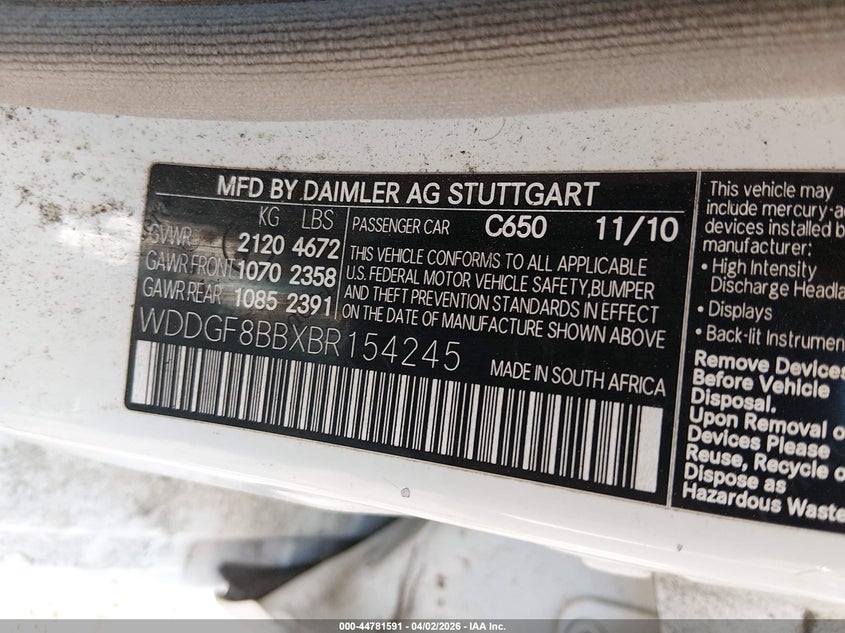 MFD BY DAIMLER AG STUTTGART
KG LBS
GVWR 2120 4672
GAWR FRONT 1070 2358
GAWR REAR 1085 2391
PASSENGER CAR C650 11/10
THIS VEHICLE CONFORMS TO ALL APPLICABLE
U.S. FEDERAL MOTOR VEHICLE SAFETY,BUMPER
AND THEFT PREVENTION STANDARDS IN EFFECT
ON THE DATE OF MANUFACTURE SHOWN ABOVE
WDDGF8BBXBR154245
MADE IN SOUTH AFRICA
This vehicle may
include mercury-a
devices installed b
manufacturer:
• High Intensity
Discharge Headla
• Displays
• Back-lit Instrumen
Remove Devices
Before Vehicle
Disposal.
Upon Removal o
Devices Please
Reuse, Recycle o
Dispose as
Hazardous Waste
000-44781591 - 04/02/2026 - IAA Inc.